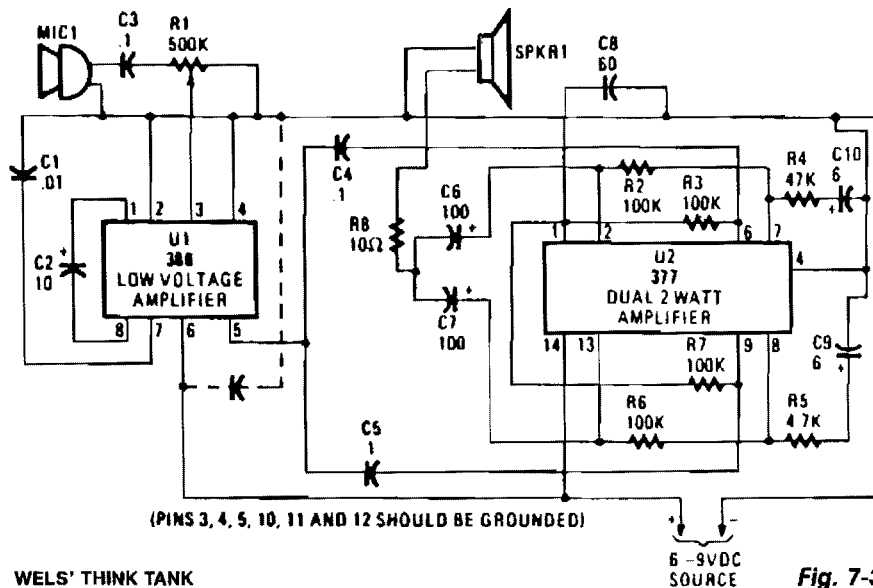 MIC1
C3
.1
R1
500K
SPKR1
C8
60
C1
.01
1 2 3 4
U1
386
LOW VOLTAGE
AMPLIFIER
8 7 6 5
C2
10
C4
.1
R8
10Ω
C6
100
+
C7
100
+
R2
100K
R3
100K
R4
47K
C10
6
+
1 2 6 7
U2
377
DUAL 2 WATT
AMPLIFIER
4
14 13 9 8
R7
100K
C9
6
+
R6
100K
R5
4.7K
C5
1
(PINS 3, 4, 5, 10, 11 AND 12 SHOULD BE GROUNDED)
+ -
6-9VDC
SOURCE
WELS' THINK TANK
Fig. 7-3